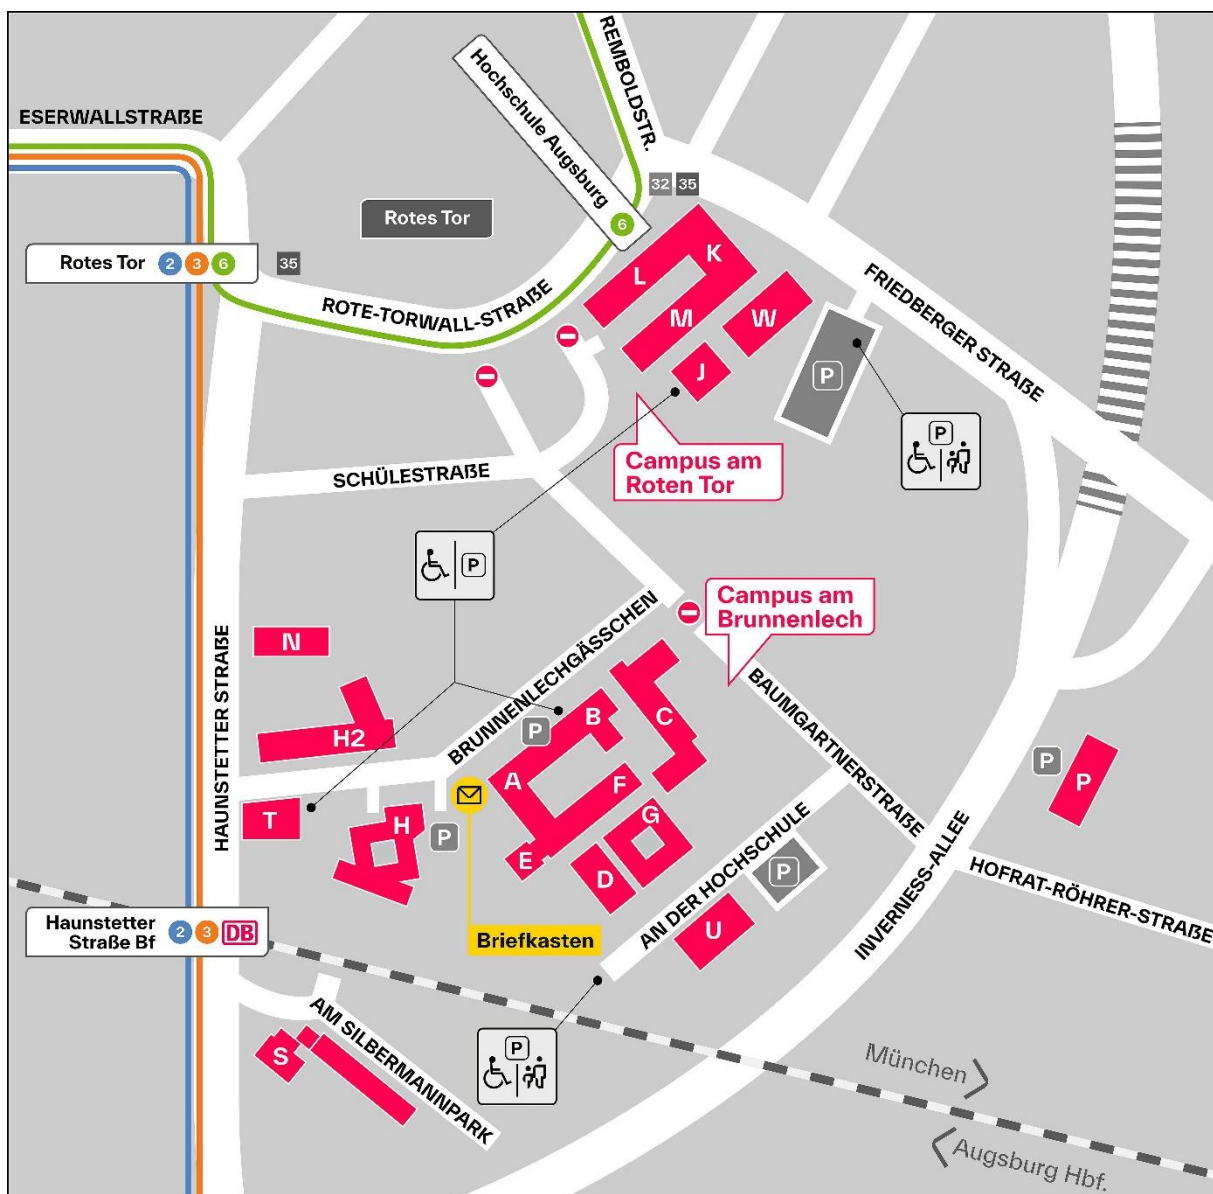 ESERWALLSTRAßE
REMBOLDSTR.
Hochschule Augsburg
6
32
35
Rotes Tor
Rotes Tor
2
3
6
35
ROTE-TORWALL-STRAßE
K
L
M
W
J
P
FRIEDBERGER STRAßE
P
Campus am
Roten Tor
SCHÜLESTRAßE
P
Campus am
Brunnenlech
HAUNSTETTER STRAßE
N
H2
BRUNNENLECHGÄSSCHEN
P
B
C
A
F
BAUMGARTNERSTRAßE
P
P
T
H
P
G
E
D
AN DER HOCHSCHULE
P
U
INVERNESS-ALLEE
HOFRAT-RÖHRER-STRAßE
Haunstetter
Straße Bf
2
3
DB
Briefkasten
AM SILBERMANNPARK
S
P
München
Augsburg Hbf.